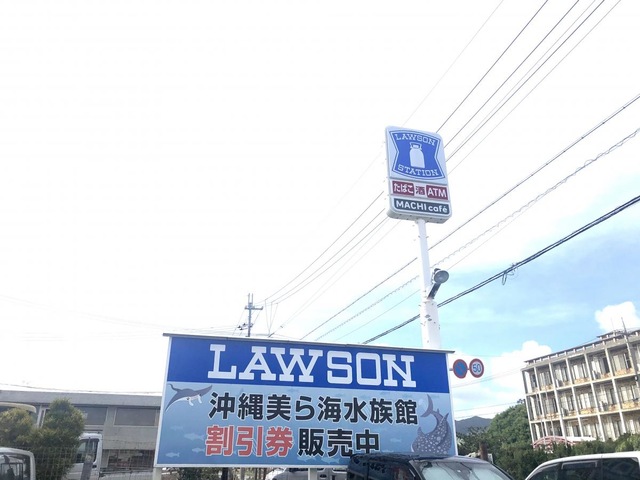 LAWSON
STATION
たばこ 酒 ATM
MACHI café
50
LAWSON
沖縄美ら海水族館
割引券 販売中